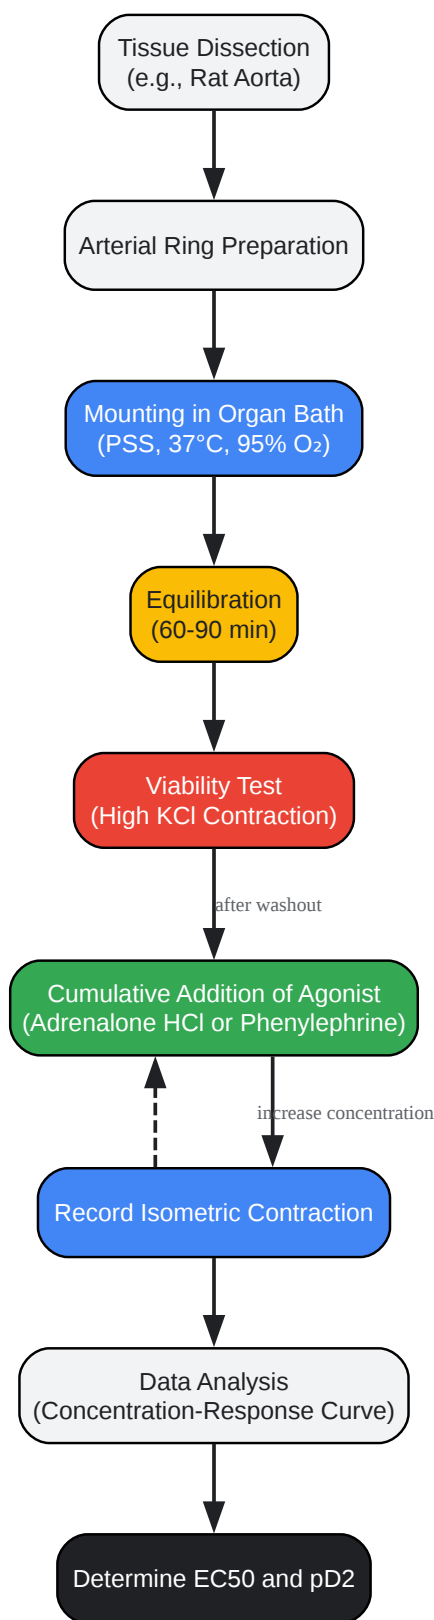 Tissue Dissection
(e.g., Rat Aorta)
Arterial Ring Preparation
Mounting in Organ Bath
(PSS, 37°C, 95% O₂)
Equilibration
(60-90 min)
Viability Test
(High KCl Contraction)
after washout
Cumulative Addition of Agonist
(Adrenalone HCl or Phenylephrine)
increase concentration
Record Isometric Contraction
Data Analysis
(Concentration-Response Curve)
Determine EC50 and pD2